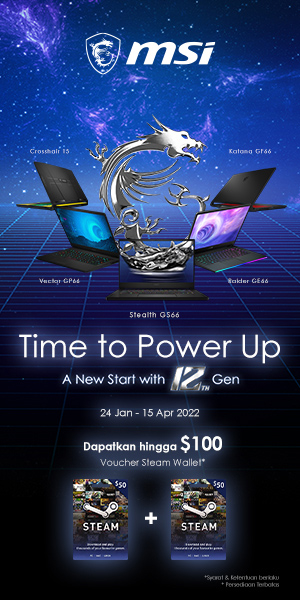 msi
Crosshair 15
Katana GF66
Vector GP66
Raider GE66
Stealth GS66
Time to Power Up
A New Start with 12TH Gen
24 Jan - 15 Apr 2022
Dapatkan hingga $100
Voucher Steam Wallet*
$50
$50
STEAM
+
STEAM
*Syarat & Ketentuan berlaku
* Persediaan Terbatas